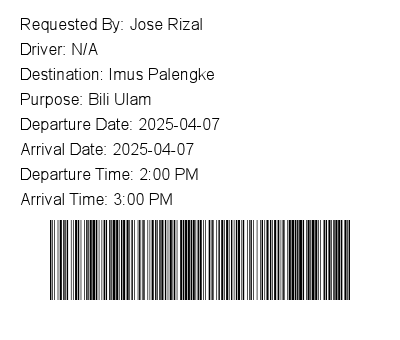 Requested By: Jose Rizal
Driver: N/A
Destination: Imus Palengke
Purpose: Bili Ulam
Departure Date: 2025-04-07
Arrival Date: 2025-04-07
Departure Time: 2:00 PM
Arrival Time: 3:00 PM